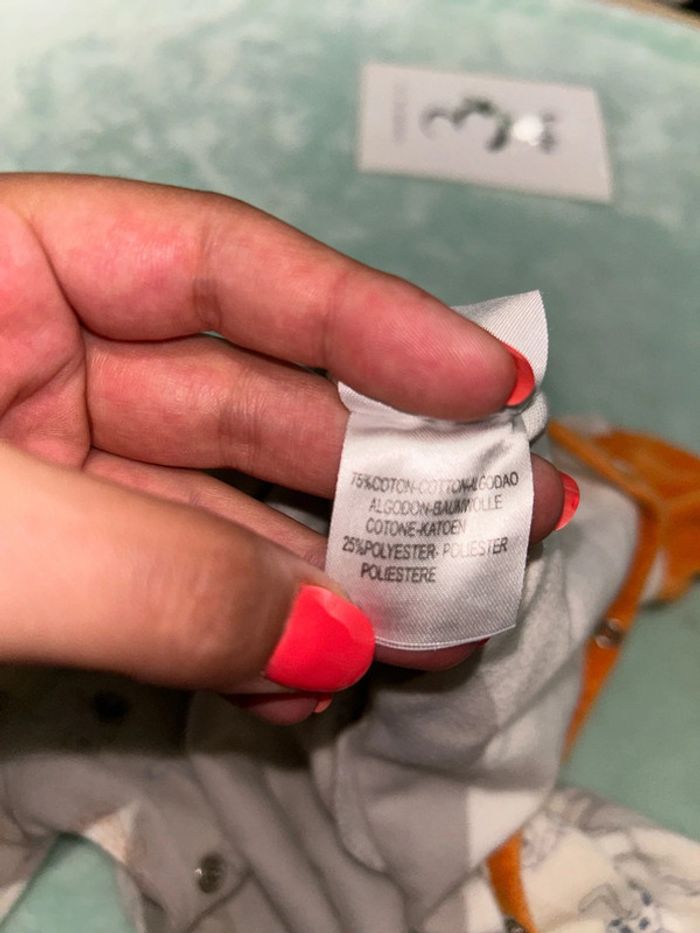 75%COTON-COTTON-ALGODAO
ALGODON-BAUMWOLLE
COTONE-KATOEN
25%POLYESTER- POLIESTER
POLIESTERE